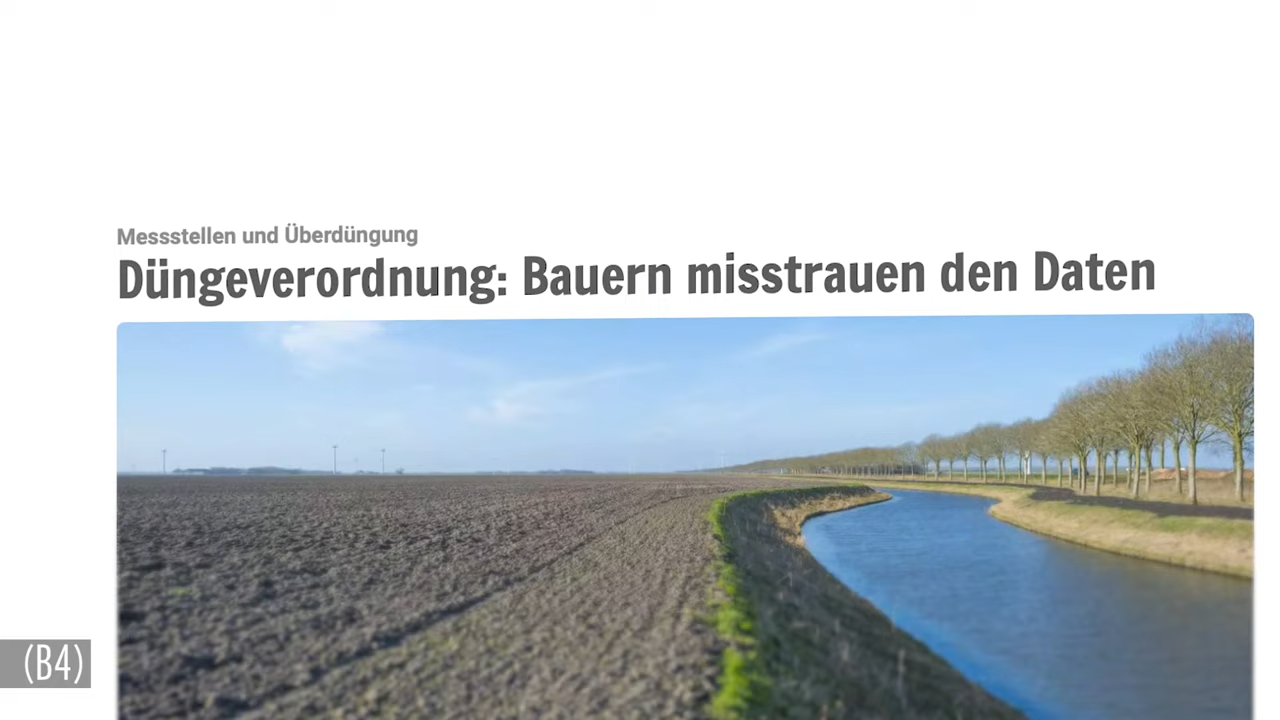 Messstellen und Überdüngung
Düngeverordnung: Bauern misstrauen den Daten
(B4)